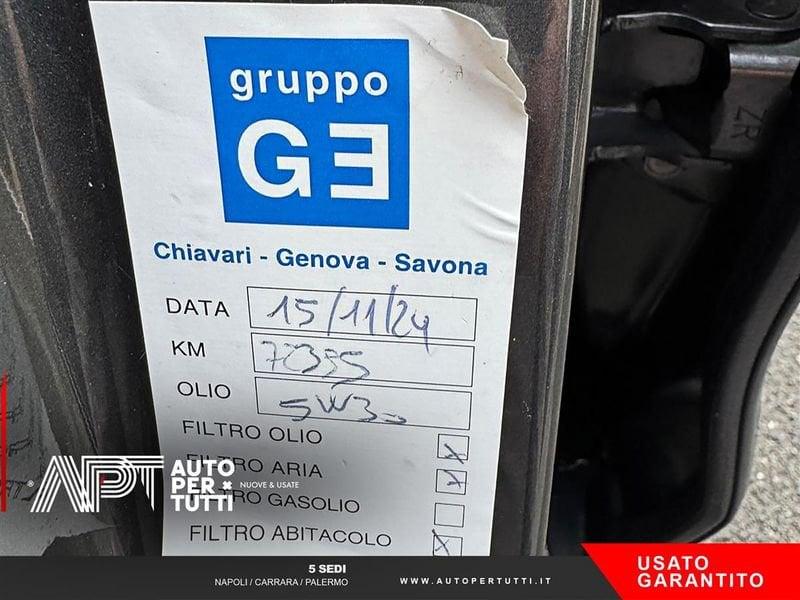 gruppo
GE
Chiavari - Genova - Savona
DATA 15/11/24
KM
OLIO 5W30
FILTRO OLIO X
FILTRO ARIA X
FILTRO GASOLIO
FILTRO ABITACOLO X
ZR
® APT AUTO PER TUTTI NUOVE & USATE
5 SEDI
NAPOLI / CARRARA / PALERMO
WWW.AUTOPERTUTTI.IT
USATO
GARANTITO